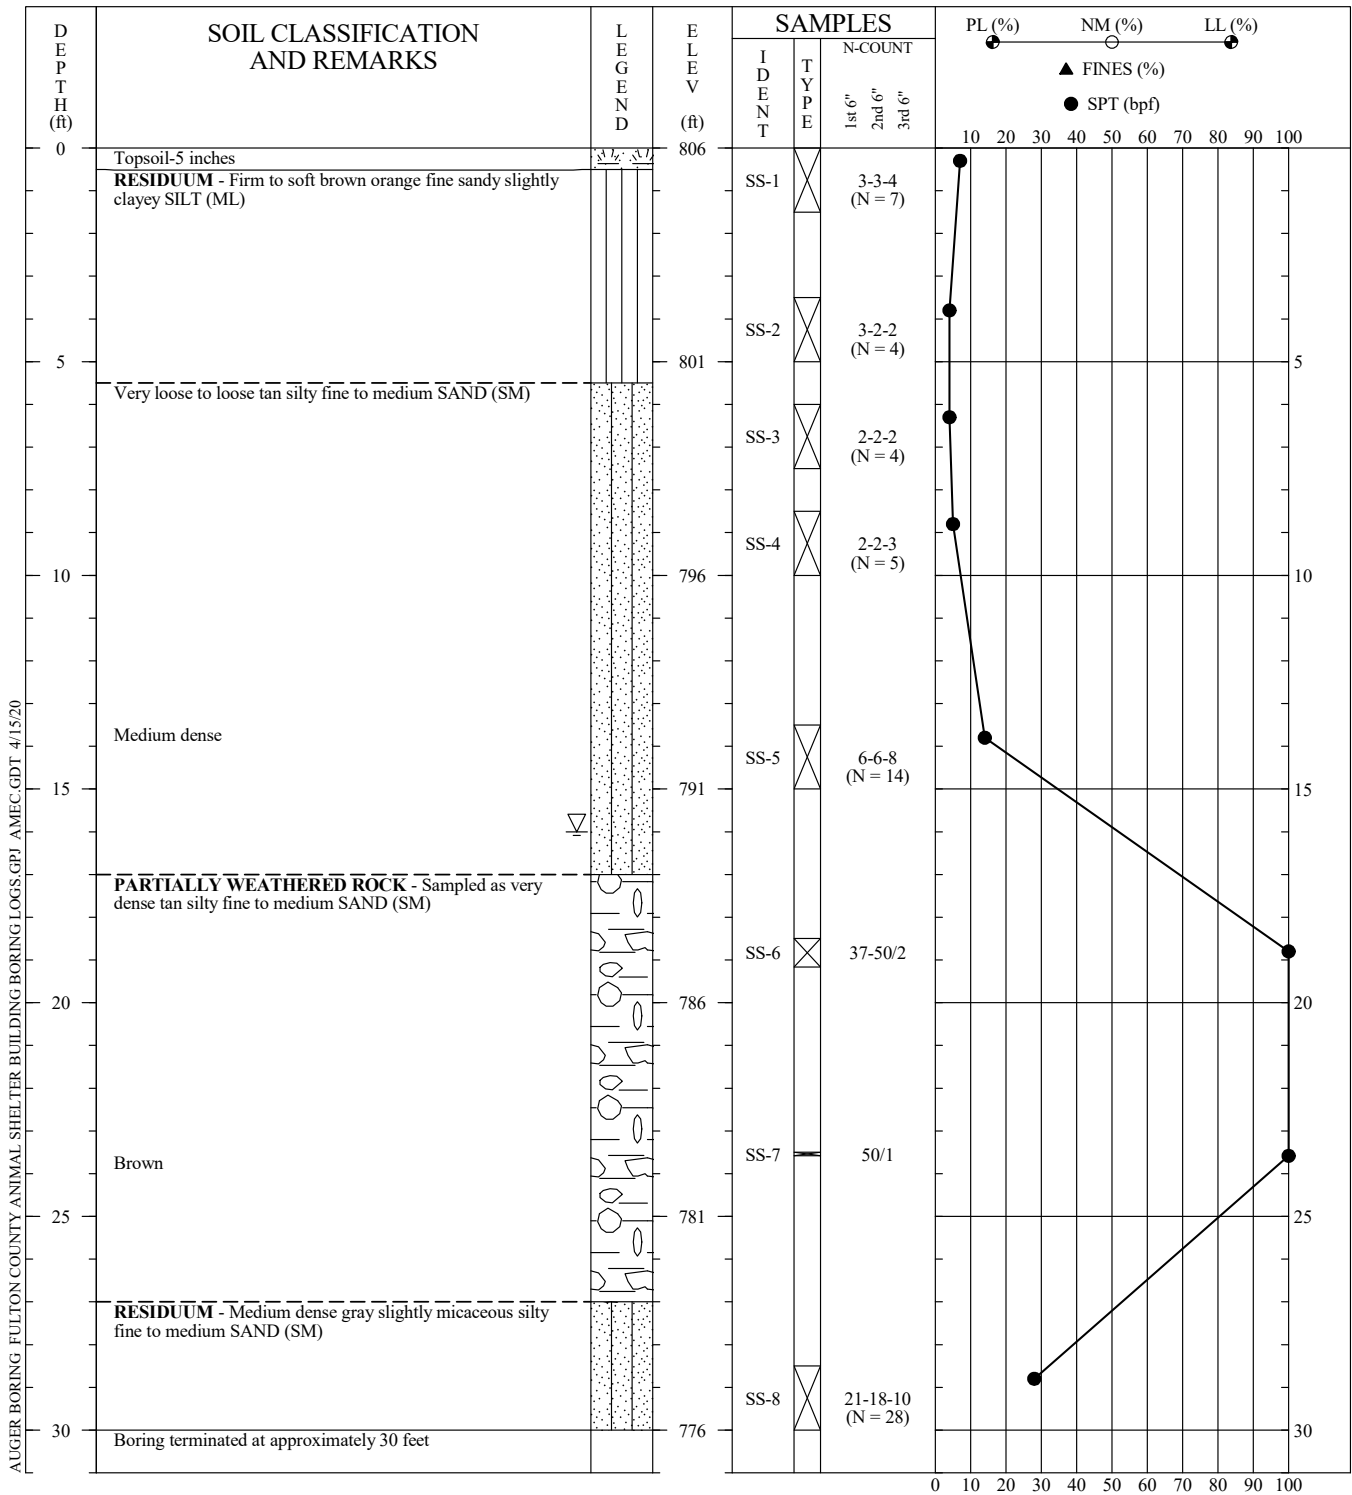 DEPTH (ft)
SOIL CLASSIFICATION
AND REMARKS
LEGEND
ELEV (ft)
SAMPLES
IDENT
TYPE
N-COUNT
1st 6"
2nd 6"
3rd 6"
PL (%)
NM (%)
LL (%)
FINES (%)
SPT (bpf)
10 20 30 40 50 60 70 80 90 100
0
Topsoil-5 inches
806
RESIDUUM - Firm to soft brown orange fine sandy slightly
clayey SILT (ML)
SS-1
3-3-4
(N = 7)
SS-2
3-2-2
(N = 4)
5
801
5
Very loose to loose tan silty fine to medium SAND (SM)
SS-3
2-2-2
(N = 4)
SS-4
2-2-3
(N = 5)
10
796
10
Medium dense
SS-5
6-6-8
(N = 14)
15
791
15
PARTIALLY WEATHERED ROCK - Sampled as very
dense tan silty fine to medium SAND (SM)
SS-6
37-50/2
20
786
20
Brown
SS-7
50/1
25
781
25
RESIDUUM - Medium dense gray slightly micaceous silty
fine to medium SAND (SM)
SS-8
21-18-10
(N = 28)
30
776
30
Boring terminated at approximately 30 feet
0 10 20 30 40 50 60 70 80 90 100
AUGER BORING FULTON COUNTY ANIMAL SHELTER BUILDING BORING LOGS.GPJ AMEC.GDT 4/15/20